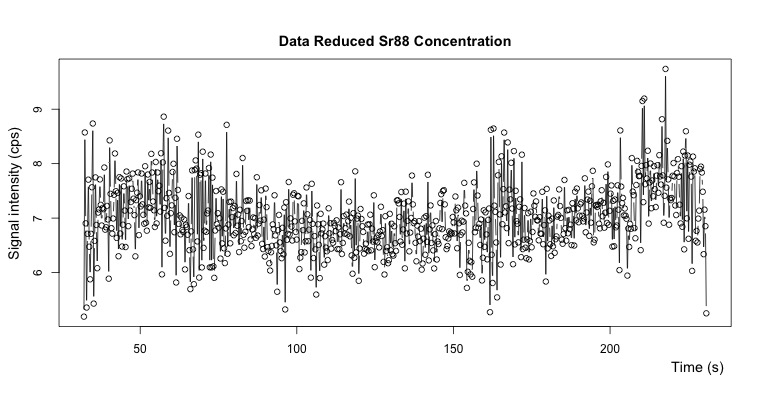 Data Reduced Sr88 Concentration
Signal intensity (cps)
9
8
7
6
50 100 150 200
Time (s)